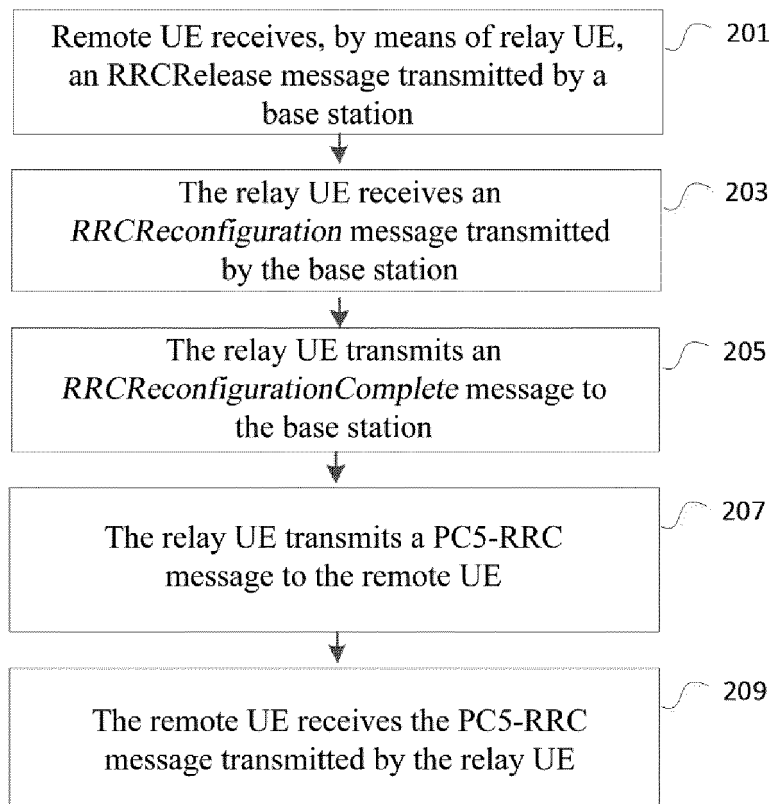 Remote UE receives, by means of relay UE,
an RRCRelease message transmitted by a
base station
201
The relay UE receives an
RRCReconfiguration message transmitted
by the base station
203
The relay UE transmits an
RRCReconfigurationComplete message to
the base station
205
The relay UE transmits a PC5-RRC
message to the remote UE
207
The remote UE receives the PC5-RRC
message transmitted by the relay UE
209